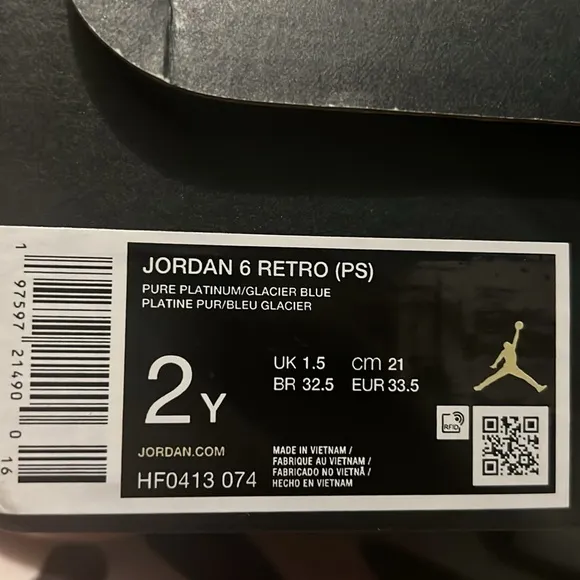 JORDAN 6 RETRO (PS)
PURE PLATINUM/GLACIER BLUE
PLATINE PUR/BLEU GLACIER
2Y
UK 1.5 cm 21
BR 32.5 EUR 33.5
RFID
JORDAN.COM
HF0413 074
MADE IN VIETNAM /
FABRIQUE AU VIETNAM /
FABRICADO NO VIETNÃ /
HECHO EN VIETNAM
1 97597 21490 0 16